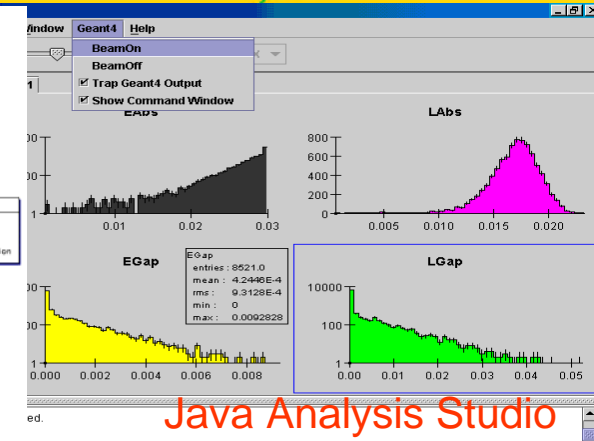 Window Geant4 Help
BeamOn
BeamOff
Trap Geant4 Output
Show Command Window
1
EAbs
LAbs
1
0.01 0.02 0.03
800
600
400
200
0
0.005 0.010 0.015 0.020
EGap
EGap
entries : 8521.0
mean : 4.2446E-4
rms : 9.3128E-4
min : 0
max : 0.0092828
1
0.000 0.002 0.004 0.006 0.008
LGap
10000
100
1
0.00 0.01 0.02 0.03 0.04 0.05
ed.
Java Analysis Studio